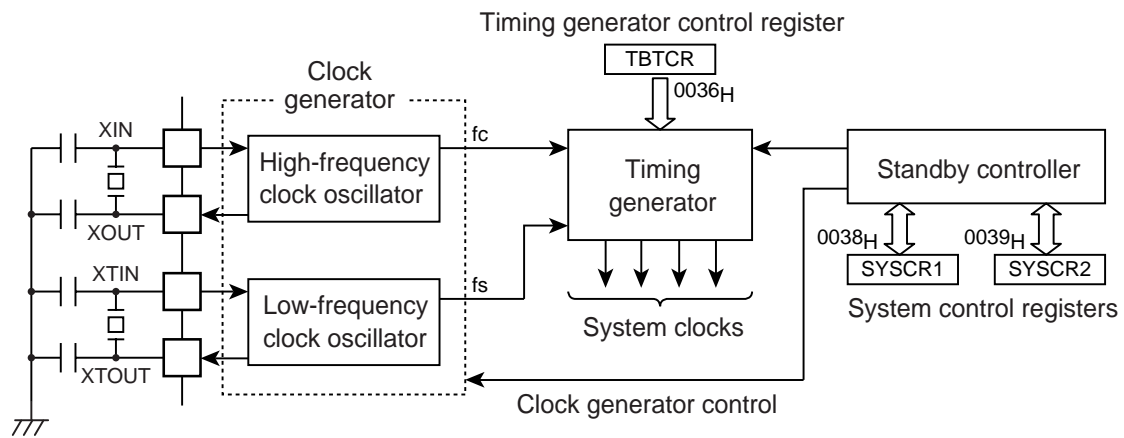 Timing generator control register
TBTCR
0036H
Clock
generator
XIN
High-frequency
clock oscillator
fc
Timing
generator
Standby controller
XOUT
0038H
0039H
XTIN
SYSCR1
SYSCR2
Low-frequency
clock oscillator
fs
System clocks
System control registers
XTOUT
Clock generator control